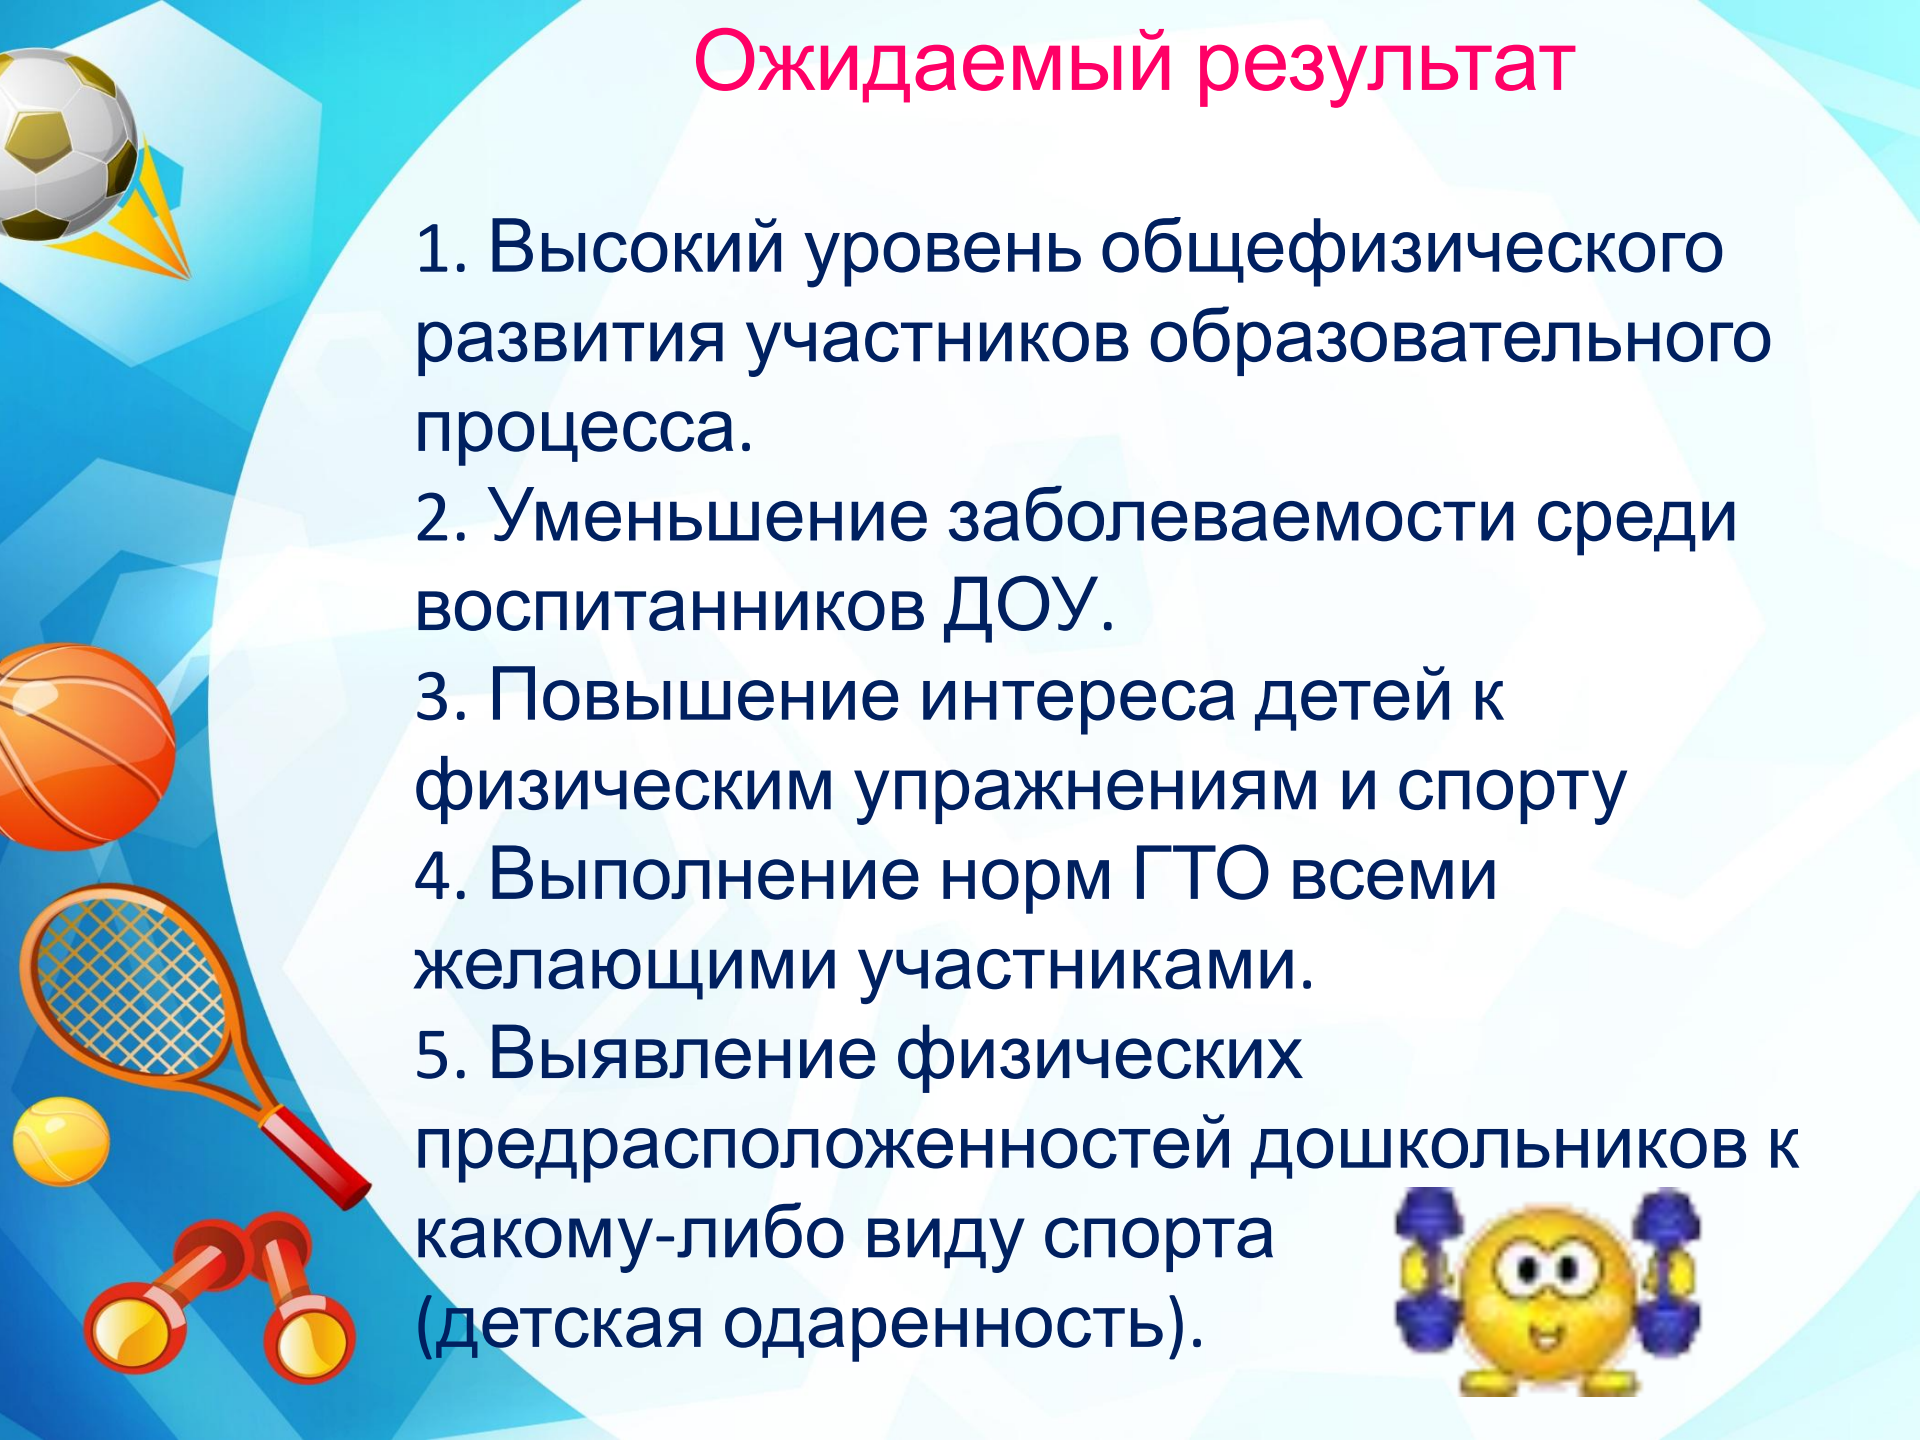 Ожидаемый результат
1. Высокий уровень общефизического
развития участников образовательного
процесса.
2. Уменьшение заболеваемости среди
воспитанников ДОУ.
3. Повышение интереса детей к
физическим упражнениям и спорту
4. Выполнение норм ГТО всеми
желающими участниками.
5. Выявление физических
предрасположенностей дошкольников к
какому-либо виду спорта
(детская одаренность).